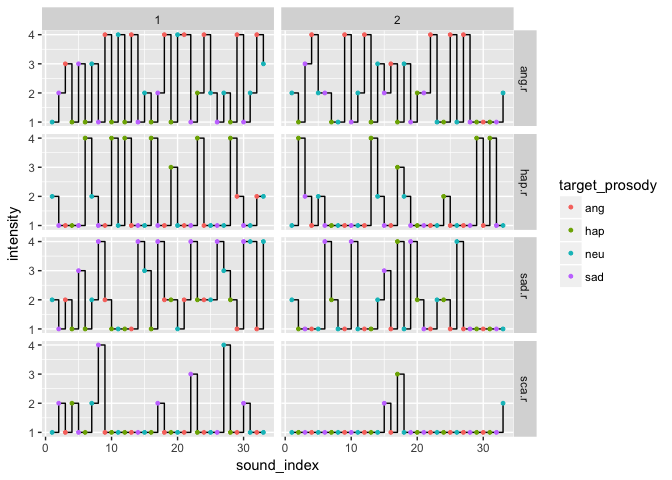 1 2
4
3
2
1
ang.r
4
3
2
1
hap.r
4
3
2
1
sad.r
4
3
2
1
sca.r
0 10 20 30 0 10 20 30
sound_index
intensity
target_prosody
ang
hap
neu
sad